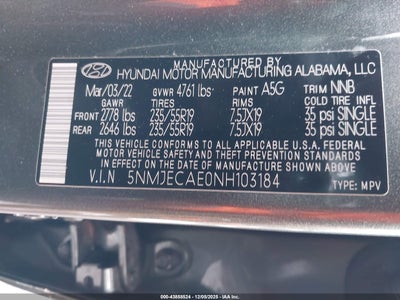 MANUFACTURED BY
HYUNDAI MOTOR MANUFACTURING ALABAMA, LLC
Mar/03/22 GVWR 4761 lbs. PAINT A5G TRIM NNB
GAWR TIRES RIMS COLD TIRE INFL
FRONT 2778 lbs. 235/55R19 7.5JX19 35 psi SINGLE
REAR 2646 lbs. 235/55R19 7.5JX19 35 psi SINGLE
THIS VEHICLE CONFORMS TO ALL APPLICABLE U.S.A. FEDERAL
MOTOR VEHICLE SAFETY, BUMPER, AND THEFT PREVENTION
STANDARDS IN EFFECT ON THE DATE OF MANUFACTURE SHOWN ABOVE.
V.I.N 5NMJECAE0NH103184 TYPE: MPV
000-43858524 - 12/05/2025 - IAAI.COM